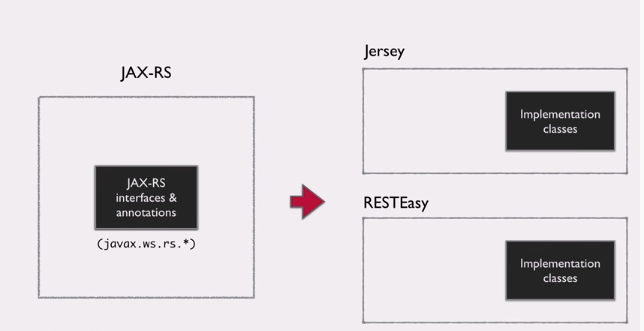 JAX-RS
JAX-RS
interfaces &
annotations
(javax.ws.rs.*)
Jersey
Implementation
classes
RESTEasy
Implementation
classes